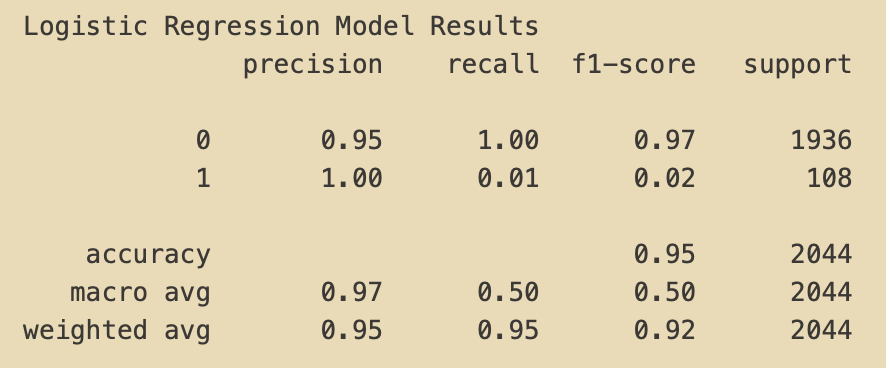 Logistic Regression Model Results
precision recall f1-score support
0 0.95 1.00 0.97 1936
1 1.00 0.01 0.02 108
accuracy 0.95 2044
macro avg 0.97 0.50 0.50 2044
weighted avg 0.95 0.95 0.92 2044